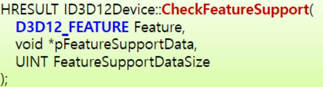 HRESULT ID3D12Device::CheckFeatureSupport(
D3D12_FEATURE Feature,
void *pFeatureSupportData,
UINT FeatureSupportDataSize
);